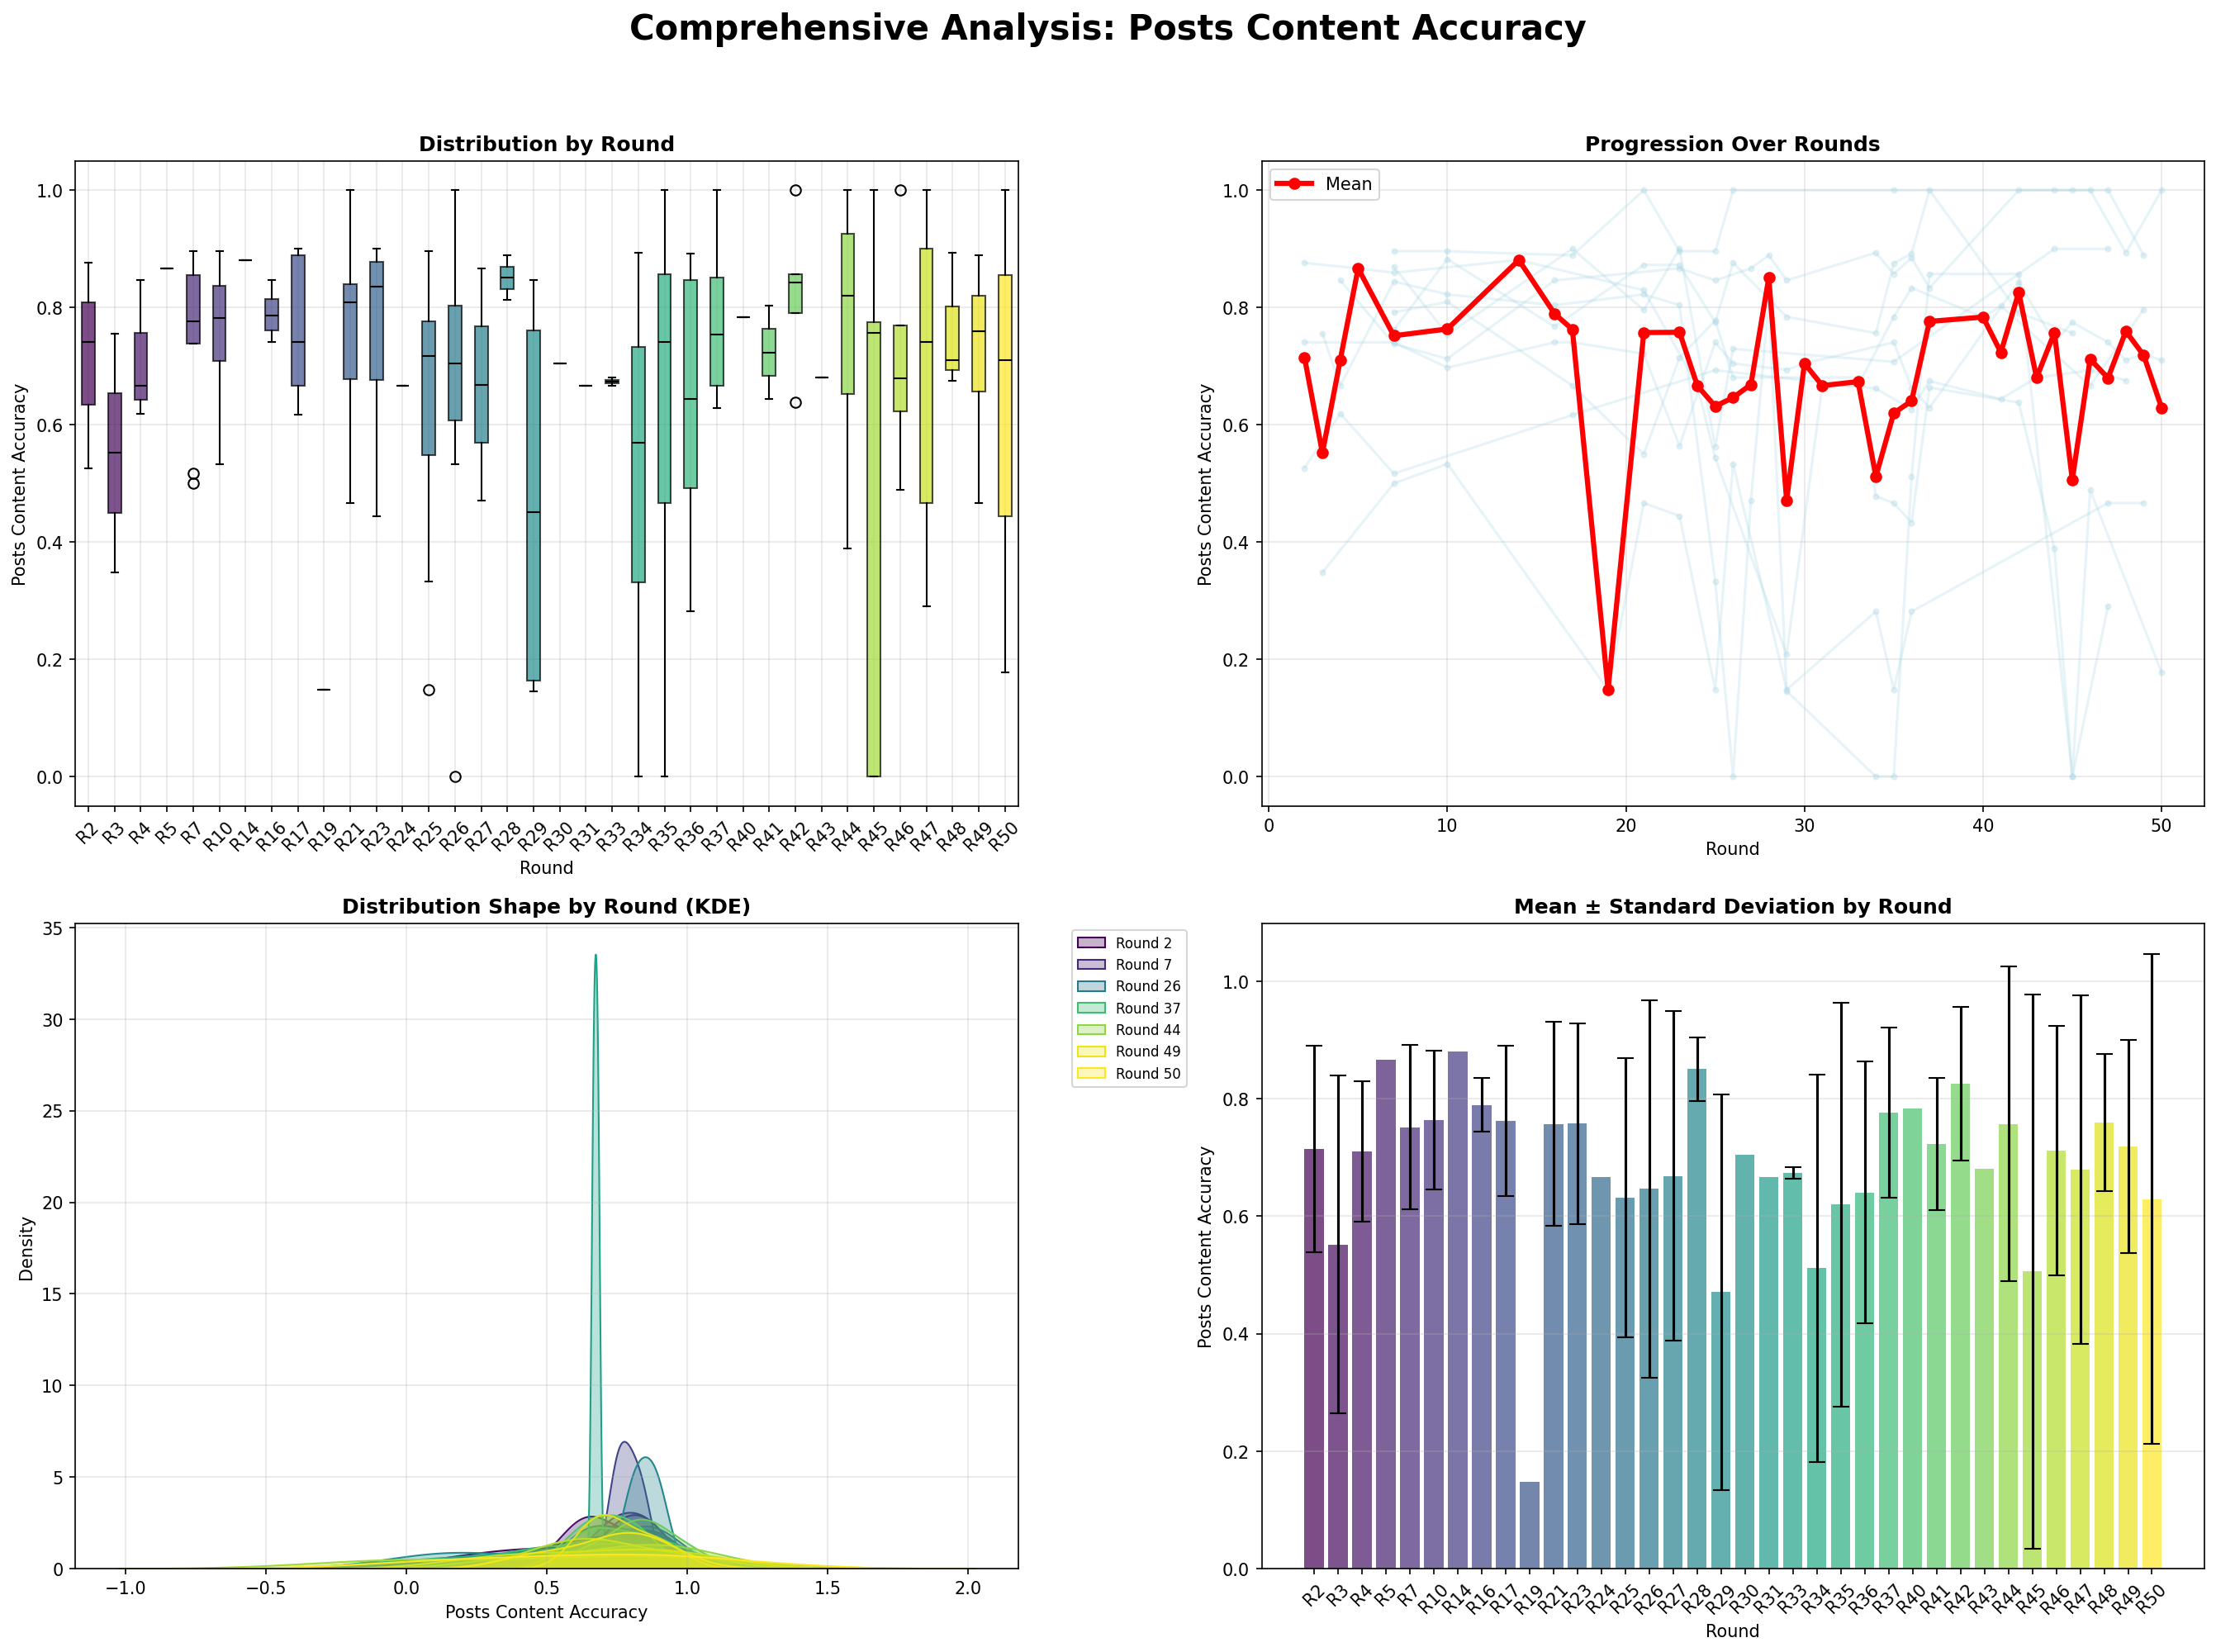 Comprehensive Analysis: Posts Content Accuracy
Distribution by Round
Posts Content Accuracy
1.0
0.8
0.6
0.4
0.2
0.0
R2 R3 R4 R5 R7 R10 R14 R16 R17 R19 R21 R23 R24 R25 R26 R27 R28 R29 R30 R31 R33 R34 R35 R36 R37 R40 R41 R42 R43 R44 R45 R46 R47 R48 R49 R50
Round
Progression Over Rounds
Mean
Posts Content Accuracy
1.0
0.8
0.6
0.4
0.2
0.0
0 10 20 30 40 50
Round
Distribution Shape by Round (KDE)
Density
35
30
25
20
15
10
5
0
−1.0 −0.5 0.0 0.5 1.0 1.5 2.0
Posts Content Accuracy
Round 2
Round 7
Round 26
Round 37
Round 44
Round 49
Round 50
Mean ± Standard Deviation by Round
Posts Content Accuracy
1.0
0.8
0.6
0.4
0.2
0.0
R2 R3 R4 R5 R7 R10 R14 R16 R17 R19 R21 R23 R24 R25 R26 R27 R28 R29 R30 R31 R33 R34 R35 R36 R37 R40 R41 R42 R43 R44 R45 R46 R47 R48 R49 R50
Round